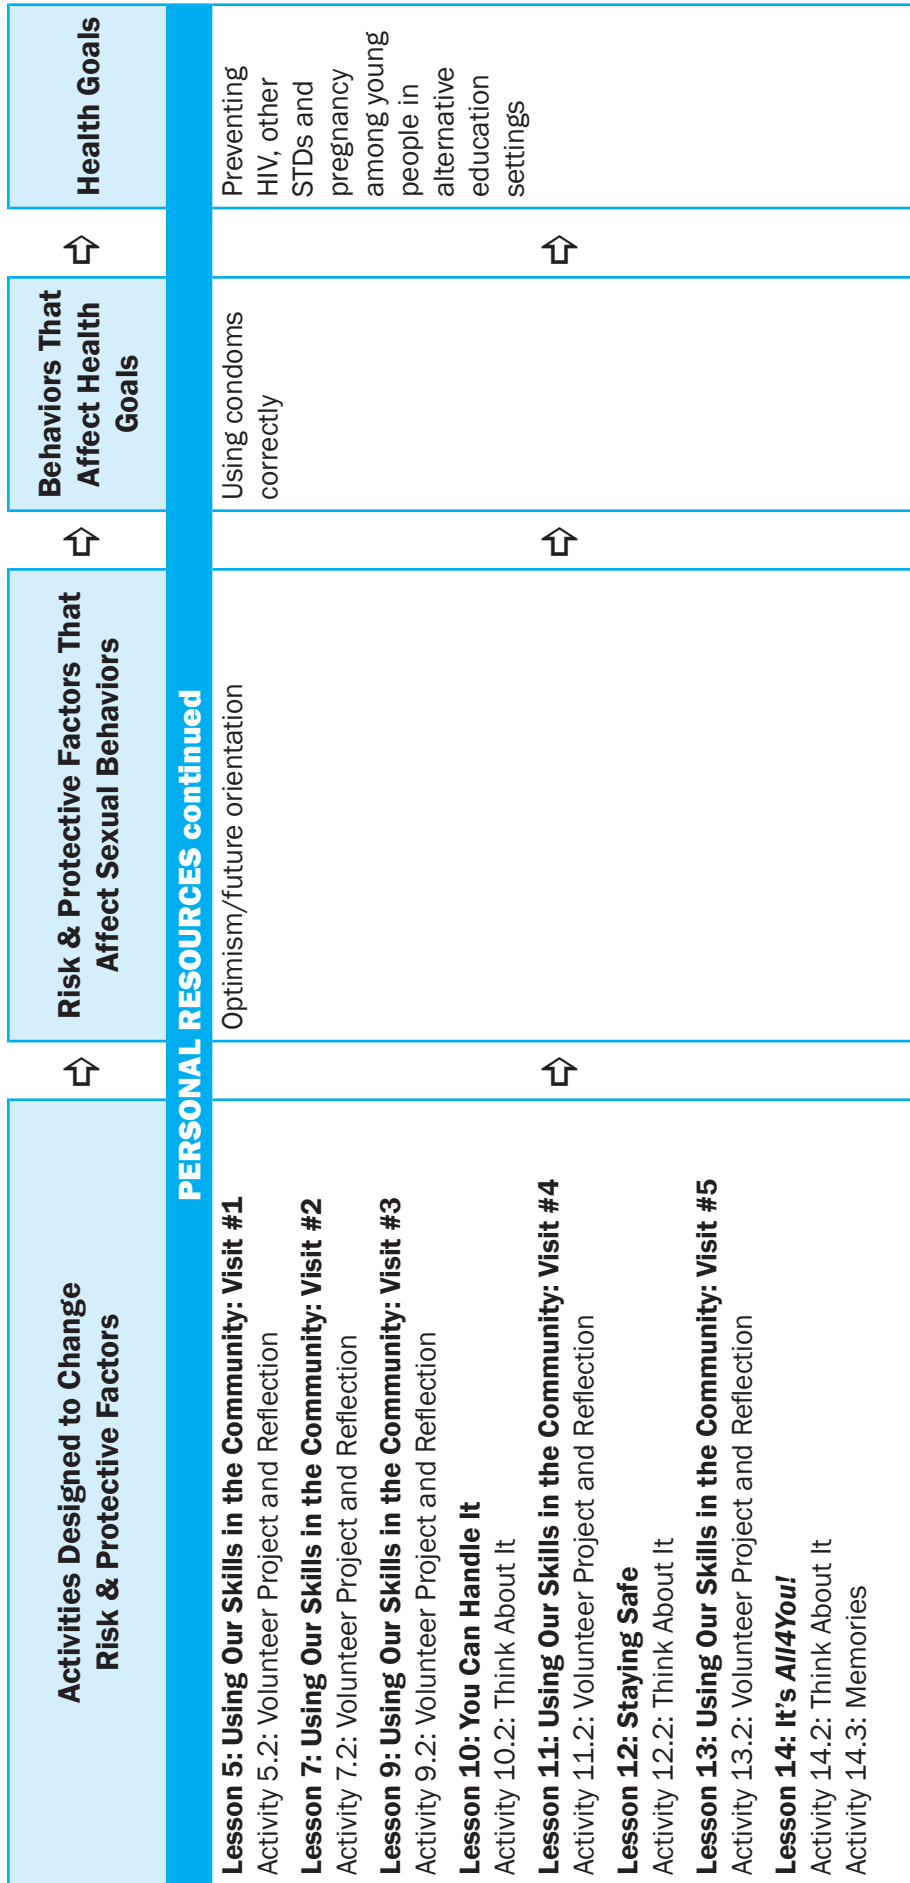 Activities Designed to Change
Risk & Protective Factors
Risk & Protective Factors That
Affect Sexual Behaviors
Behaviors That
Affect Health
Goals
Health Goals
PERSONAL RESOURCES continued
Lesson 5: Using Our Skills in the Community: Visit #1
Activity 5.2: Volunteer Project and Reflection
Lesson 7: Using Our Skills in the Community: Visit #2
Activity 7.2: Volunteer Project and Reflection
Lesson 9: Using Our Skills in the Community: Visit #3
Activity 9.2: Volunteer Project and Reflection
Lesson 10: You Can Handle It
Activity 10.2: Think About It
Lesson 11: Using Our Skills in the Community: Visit #4
Activity 11.2: Volunteer Project and Reflection
Lesson 12: Staying Safe
Activity 12.2: Think About It
Lesson 13: Using Our Skills in the Community: Visit #5
Activity 13.2: Volunteer Project and Reflection
Lesson 14: It's All4You!
Activity 14.2: Think About It
Activity 14.3: Memories
Optimism/future orientation
Using condoms
correctly
Preventing
HIV, other
STDs and
pregnancy
among young
people in
alternative
education
settings